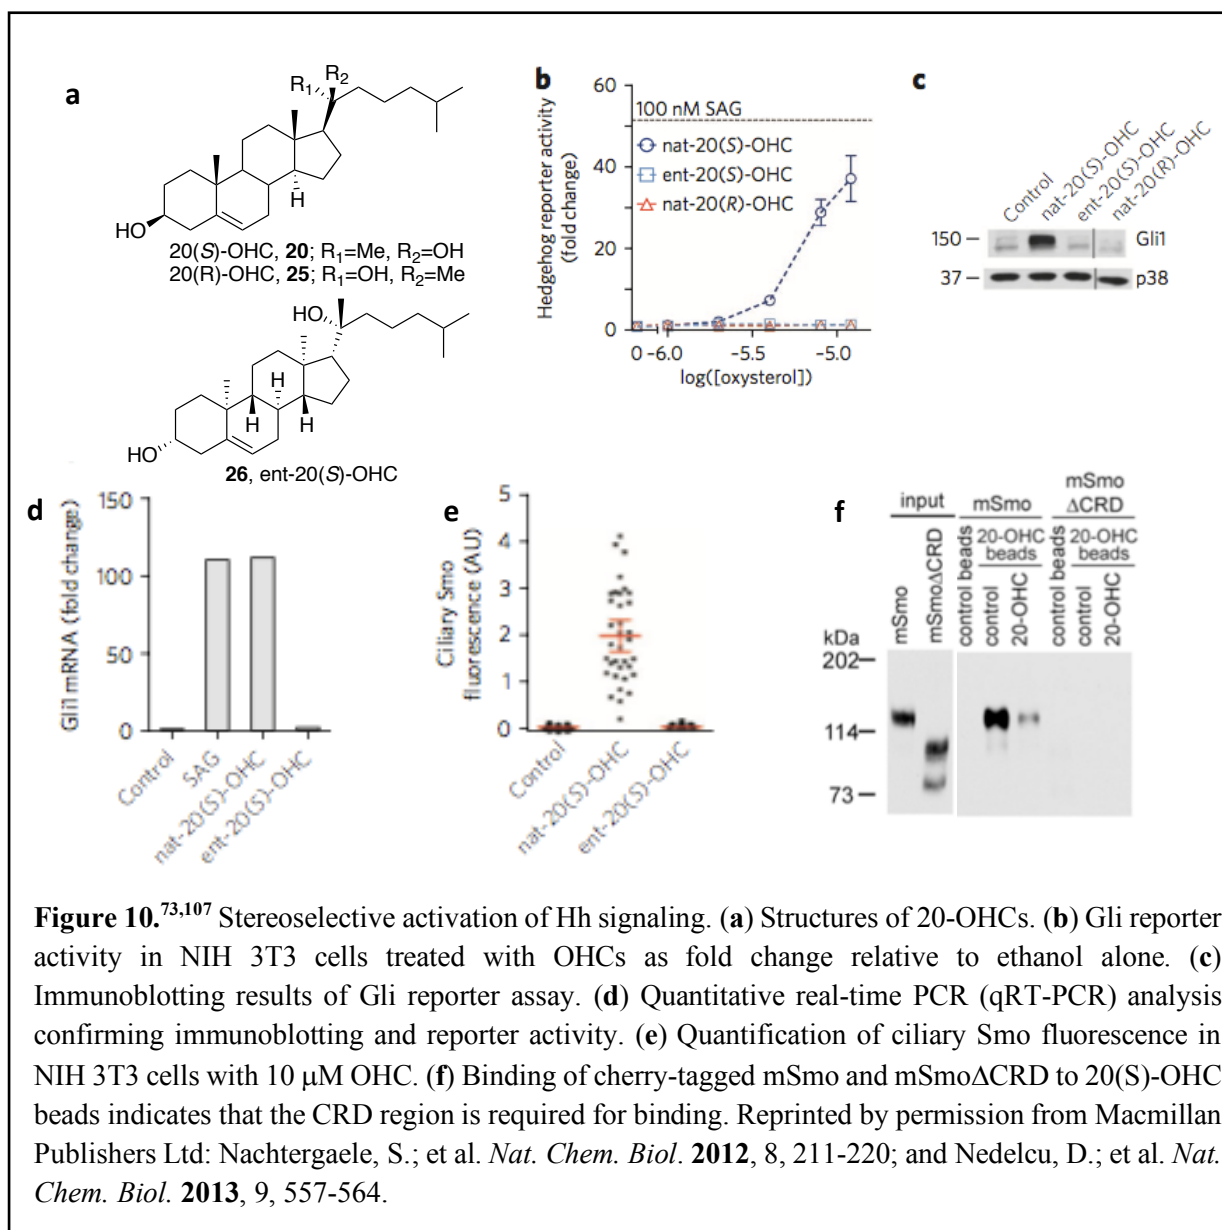 a
R1 R2
HO
20(S)-OHC, 20; R1=Me, R2=OH
20(R)-OHC, 25; R1=OH, R2=Me
H
HO
H
H
H
HO
26, ent-20(S)-OHC
b
Hedgehog reporter activity
(fold change)
60
40
20
0
100 nM SAG
nat-20(S)-OHC
ent-20(S)-OHC
nat-20(R)-OHC
0 -6.0 -5.5 -5.0
log([oxysterol])
c
Control
nat-20(S)-OHC
ent-20(S)-OHC
nat-20(R)-OHC
150 Gli1
37 p38
d
Gli1 mRNA (fold change)
150
100
50
0
Control
SAG
nat-20(S)-OHC
ent-20(S)-OHC
e
Ciliary Smo
fluorescence (AU)
5
4
3
2
1
0
Control
nat-20(S)-OHC
ent-20(S)-OHC
f
input
mSmo
mSmo
ΔCRD
20-OHC
beads
20-OHC
beads
mSmo
mSmoΔCRD
control beads
control
20-OHC
control beads
control
20-OHC
kDa
202
114
73
Figure 10.73,107 Stereoselective activation of Hh signaling. (a) Structures of 20-OHCs. (b) Gli reporter
activity in NIH 3T3 cells treated with OHCs as fold change relative to ethanol alone. (c)
Immunoblotting results of Gli reporter assay. (d) Quantitative real-time PCR (qRT-PCR) analysis
confirming immunoblotting and reporter activity. (e) Quantification of ciliary Smo fluorescence in
NIH 3T3 cells with 10 μM OHC. (f) Binding of cherry-tagged mSmo and mSmoΔCRD to 20(S)-OHC
beads indicates that the CRD region is required for binding. Reprinted by permission from Macmillan
Publishers Ltd: Nachtergaele, S.; et al. Nat. Chem. Biol. 2012, 8, 211-220; and Nedelcu, D.; et al. Nat.
Chem. Biol. 2013, 9, 557-564.